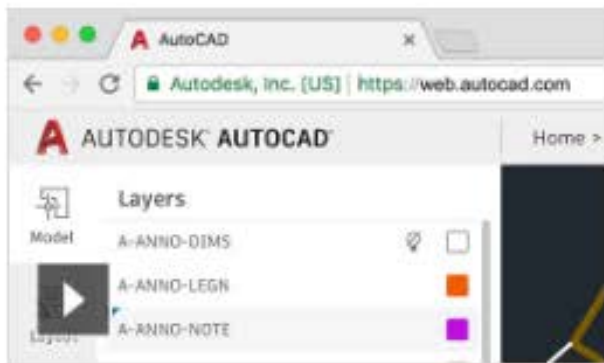 AutoCAD
Autodesk, Inc. [US] | https://web.autocad.com
AUTODESK® AUTOCAD®
Home >
Layers
Model
A-ANNO-DIMS
A-ANNO-LEGN
A-ANNO-NOTE